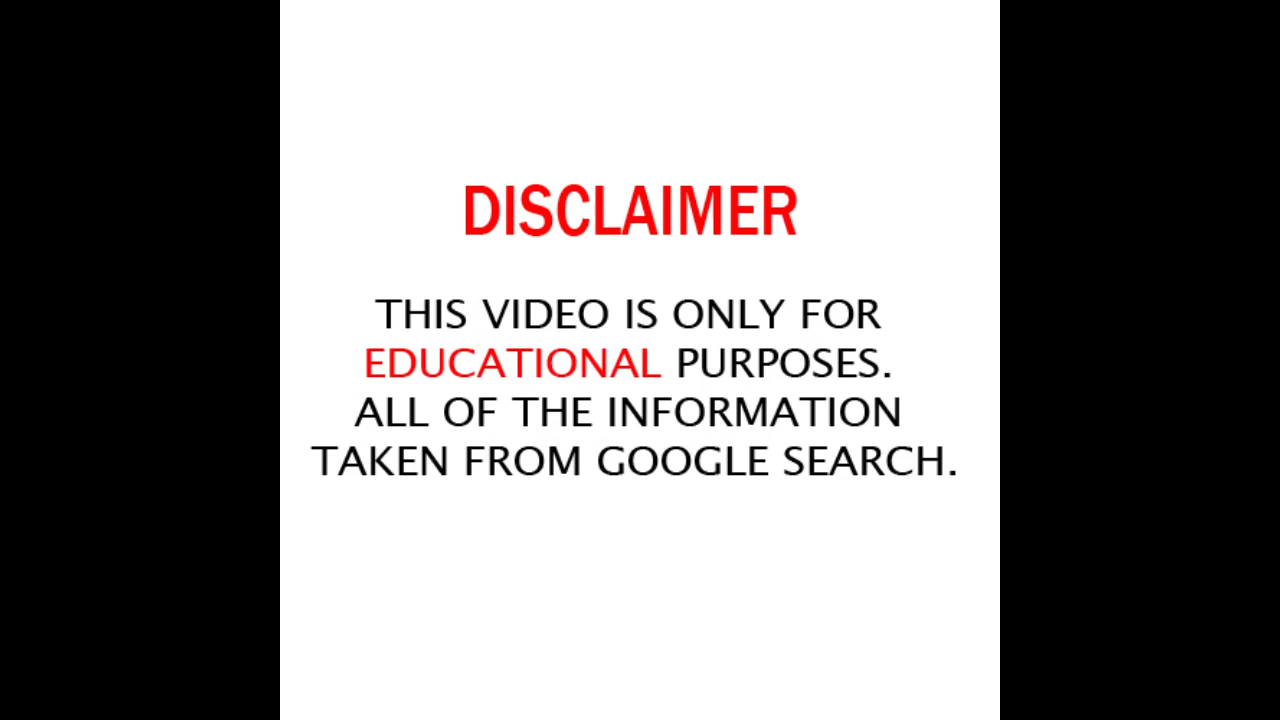 DISCLAIMER
THIS VIDEO IS ONLY FOR
EDUCATIONAL PURPOSES.
ALL OF THE INFORMATION
TAKEN FROM GOOGLE SEARCH.